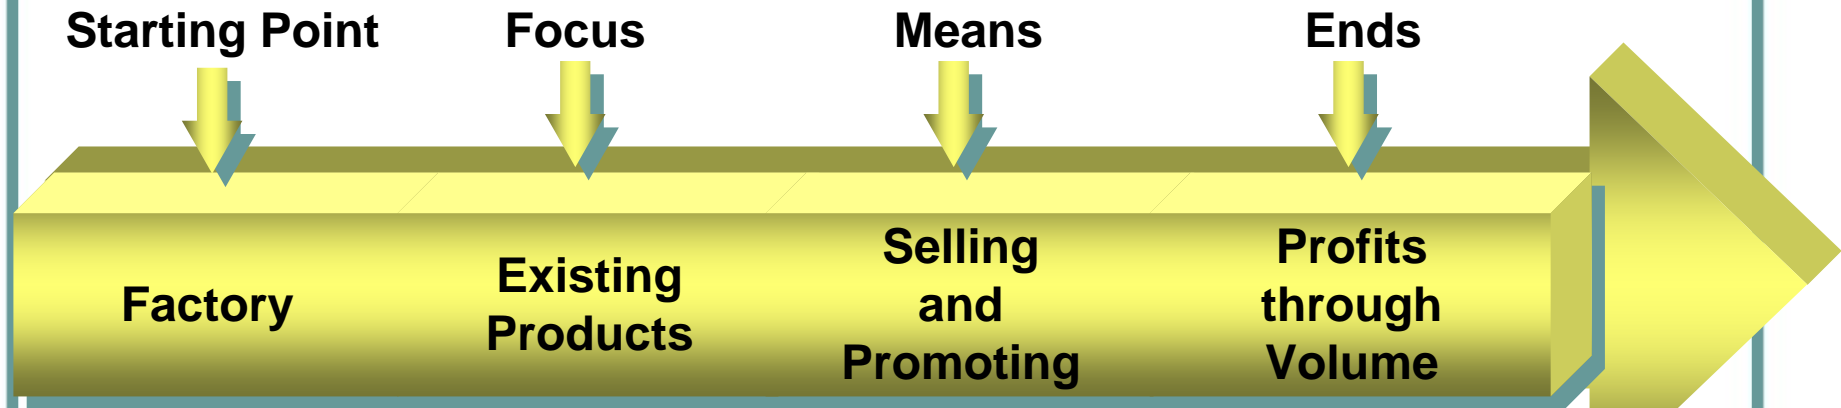 Starting Point
Focus
Means
Ends
Factory
Existing
Products
Selling
and
Promoting
Profits
through
Volume